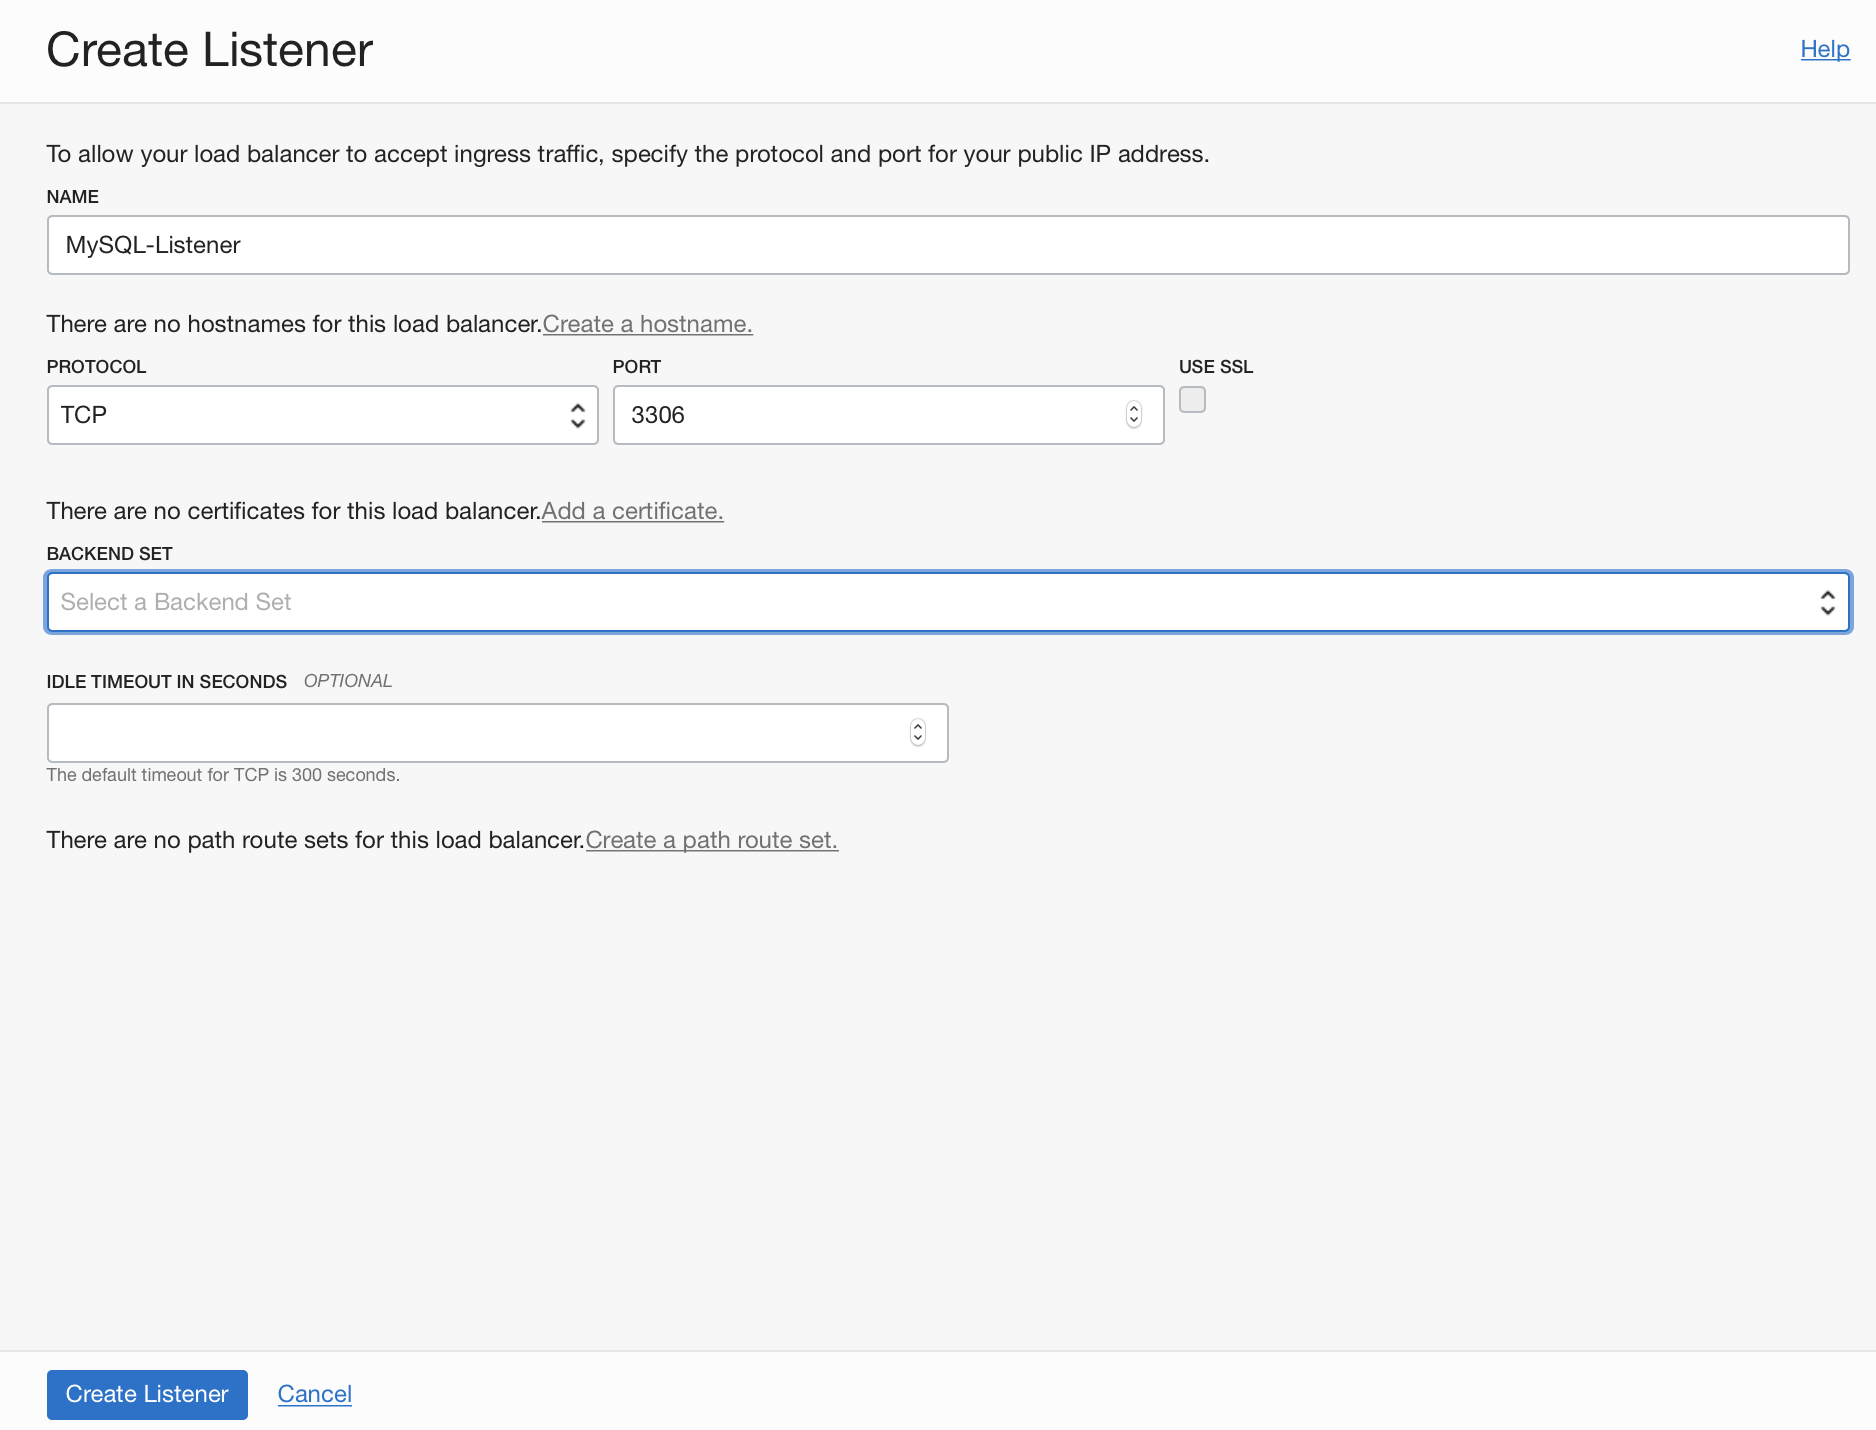 Create Listener
Help
To allow your load balancer to accept ingress traffic, specify the protocol and port for your public IP address.
NAME
MySQL-Listener
There are no hostnames for this load balancer.Create a hostname.
PROTOCOL PORT USE SSL
TCP 3306
There are no certificates for this load balancer.Add a certificate.
BACKEND SET
Select a Backend Set
IDLE TIMEOUT IN SECONDS OPTIONAL
The default timeout for TCP is 300 seconds.
There are no path route sets for this load balancer.Create a path route set.
Create Listener Cancel